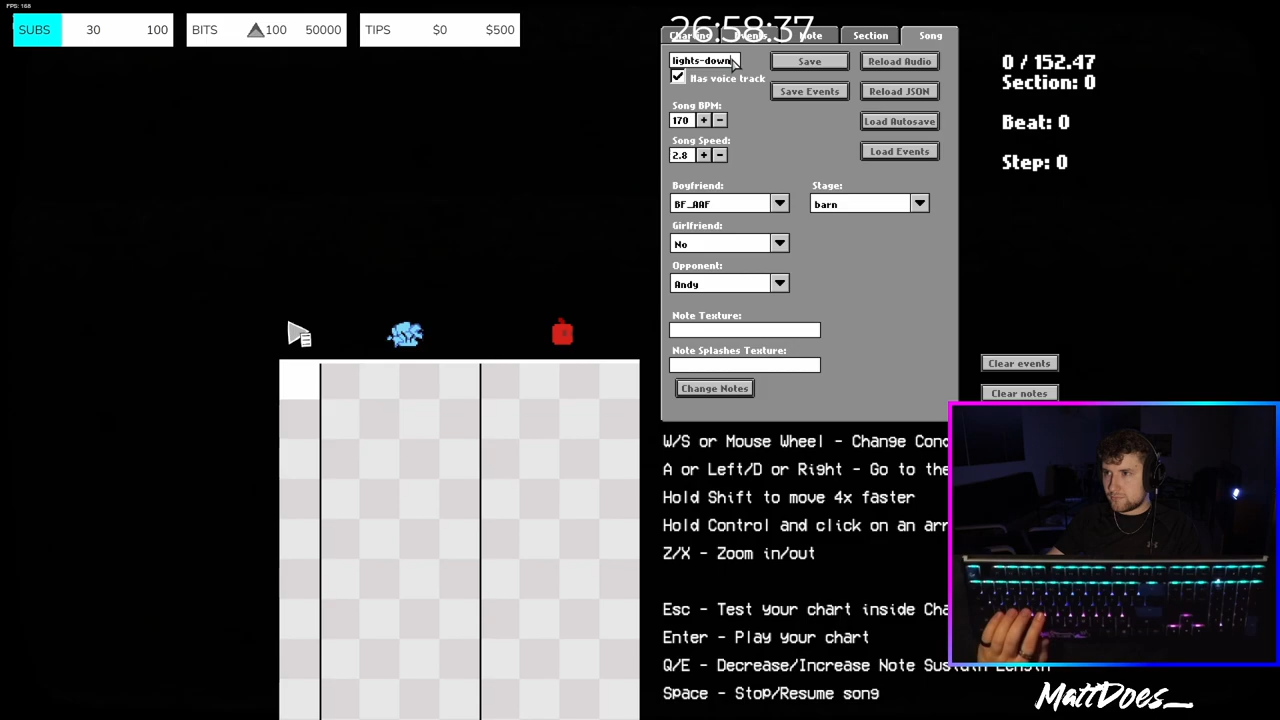 FPS: 168
SUBS 30 100
BITS 100 50000
TIPS $0 $500
26:58:37
Note
Section
Song
lights-down
Save
Reload Audio
Has voice track
Save Events
Reload JSON
Song BPM:
170 + -
Load Autosave
Song Speed:
2.8 + -
Load Events
Boyfriend:
Stage:
BF_AAF
barn
Girlfriend:
No
Opponent:
Andy
Note Texture:
Note Splashes Texture:
Change Notes
0 / 152.47
Section: 0
Beat: 0
Step: 0
Clear events
Clear notes
W/S or Mouse Wheel - Change Cond
A or Left/D or Right - Go to the
Hold Shift to move 4x faster
Hold Control and click on an arr
Z/X - Zoom in/out
Esc - Test your chart inside Cha
Enter - Play your chart
Q/E - Decrease/Increase Note Sustain Length
Space - Stop/Resume song
MattDoes_